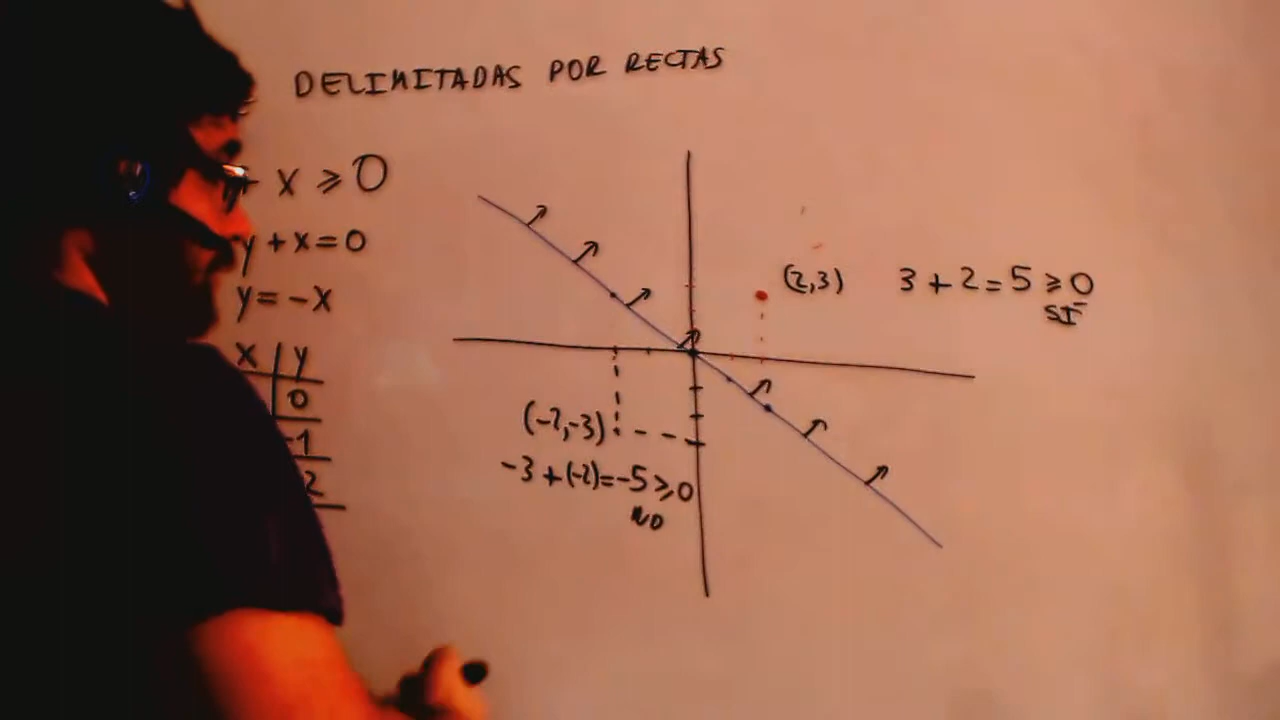 DELIMITADAS POR RECTAS
+ x ⩾ 0
y + x = 0
y = -x
x | y
0
-1
2
(2,3) 3 + 2 = 5 ⩾ 0
SÍ
(-2,-3)
-3 + (-2) = -5 ⩾ 0
NO